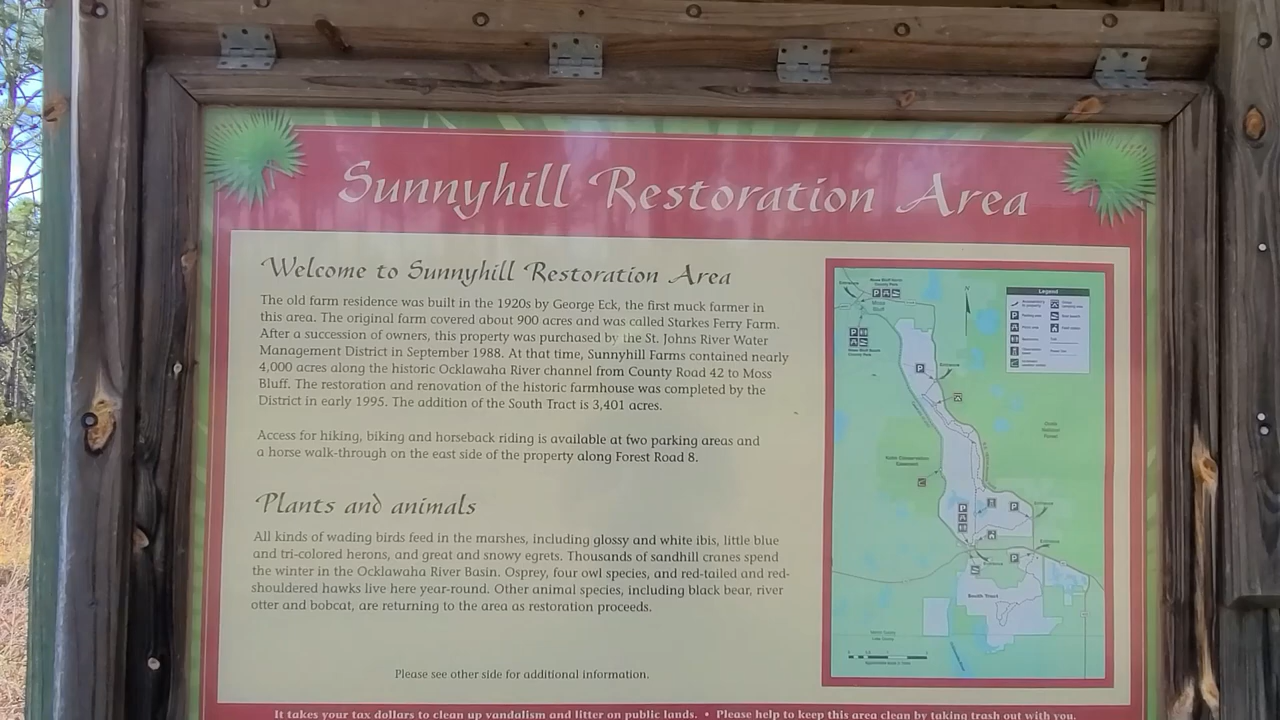 Sunnyhill Restoration Area
Welcome to Sunnyhill Restoration Area
The old farm residence was built in the 1920s by George Eck, the first muck farmer in
this area. The original farm covered about 900 acres and was called Starkes Ferry Farm.
After a succession of owners, this property was purchased by the St. Johns River Water
Management District in September 1988. At that time, Sunnyhill Farms contained nearly
4,000 acres along the historic Ocklawaha River channel from County Road 42 to Moss
Bluff. The restoration and renovation of the historic farmhouse was completed by the
District in early 1995. The addition of the South Tract is 3,401 acres.
Access for hiking, biking and horseback riding is available at two parking areas and
a horse walk-through on the east side of the property along Forest Road 8.
Plants and animals
All kinds of wading birds feed in the marshes, including glossy and white ibis, little blue
and tri-colored herons, and great and snowy egrets. Thousands of sandhill cranes spend
the winter in the Ocklawaha River Basin. Osprey, four owl species, and red-tailed and red-
shouldered hawks live here year-round. Other animal species, including black bear, river
otter and bobcat, are returning to the area as restoration proceeds.
Please see other side for additional information.
It takes your tax dollars to clean up vandalism and litter on public lands. • Please help to keep this area clean by taking trash out with you.
Entrance
Moss
Bluff
N
Legend
P
P
P
Entrance
P
P
Entrance
P
Entrance
Entrance
South Tract